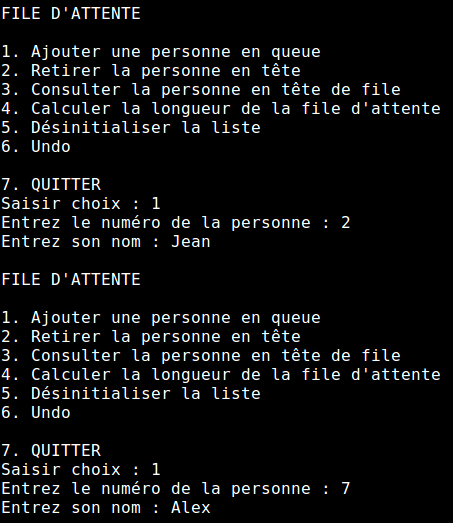 FILE D'ATTENTE
1. Ajouter une personne en queue
2. Retirer la personne en tête
3. Consulter la personne en tête de file
4. Calculer la longueur de la file d'attente
5. Désinitialiser la liste
6. Undo
7. QUITTER
Saisir choix : 1
Entrez le numéro de la personne : 2
Entrez son nom : Jean
FILE D'ATTENTE
1. Ajouter une personne en queue
2. Retirer la personne en tête
3. Consulter la personne en tête de file
4. Calculer la longueur de la file d'attente
5. Désinitialiser la liste
6. Undo
7. QUITTER
Saisir choix : 1
Entrez le numéro de la personne : 7
Entrez son nom : Alex